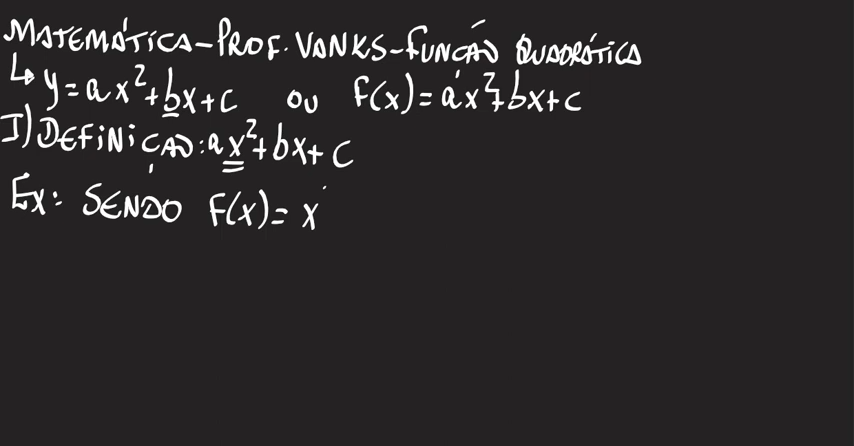 MATEMÁTICA-PROF. VANKS-FUNÇÃO QUADRÁTICA
↳ y=ax²+bx+c ou f(x)=ax²+bx+c
I) DEFINIÇÃO: ax²+bx+c
Ex: SENDO F(x)= x